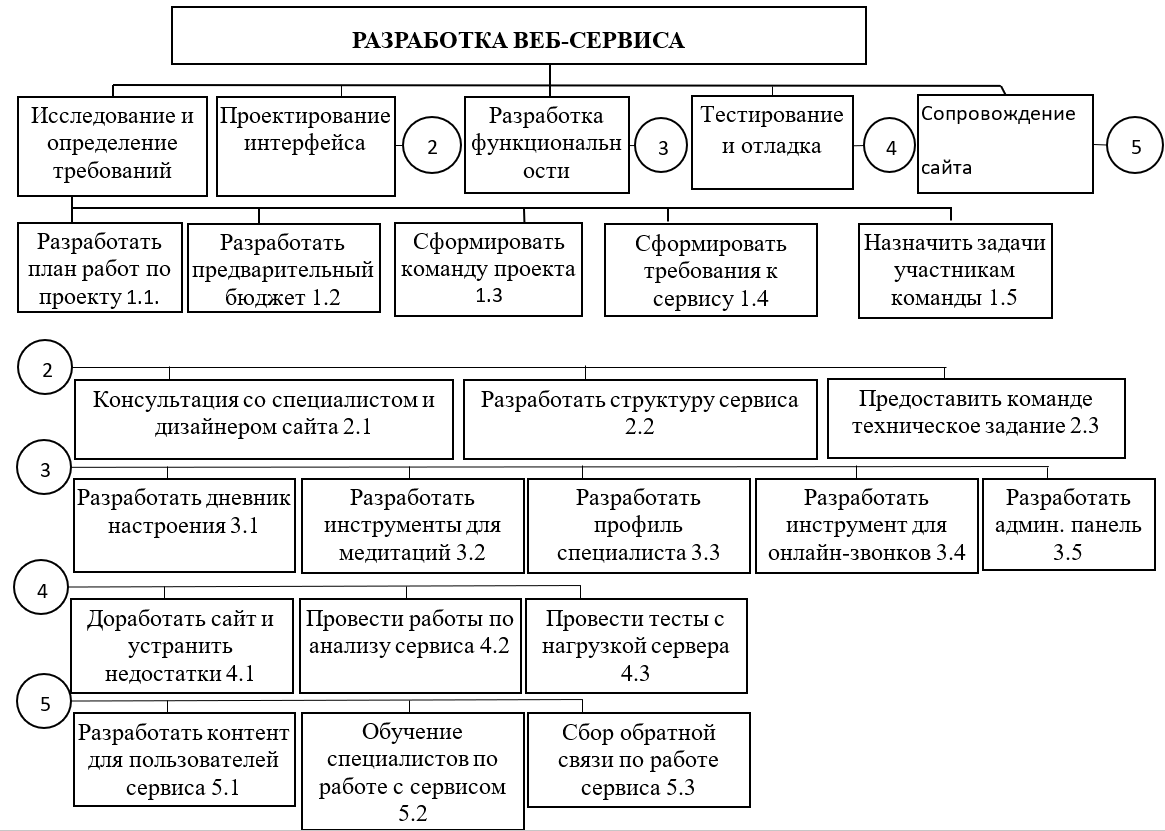 РАЗРАБОТКА ВЕБ-СЕРВИСА
Исследование и
определение
требований
Проектирование
интерфейса
2
Разработка
функциональн
ости
3
Тестирование
и отладка
4
Сопровождение
сайта
5
Разработать
план работ по
проекту 1.1.
Разработать
предварительный
бюджет 1.2
Сформировать
команду проекта
1.3
Сформировать
требования к
сервису 1.4
Назначить задачи
участникам
команды 1.5
2
Консультация со специалистом и
дизайнером сайта 2.1
Разработать структуру сервиса
2.2
Предоставить команде
техническое задание 2.3
3
Разработать дневник
настроения 3.1
Разработать
инструменты для
медитаций 3.2
Разработать
профиль
специалиста 3.3
Разработать
инструмент для
онлайн-звонков 3.4
Разработать
админ. панель
3.5
4
Доработать сайт и
устранить
недостатки 4.1
Провести работы по
анализу сервиса 4.2
Провести тесты с
нагрузкой сервера
4.3
5
Разработать контент
для пользователей
сервиса 5.1
Обучение
специалистов по
работе с сервисом
5.2
Сбор обратной
связи по работе
сервиса 5.3